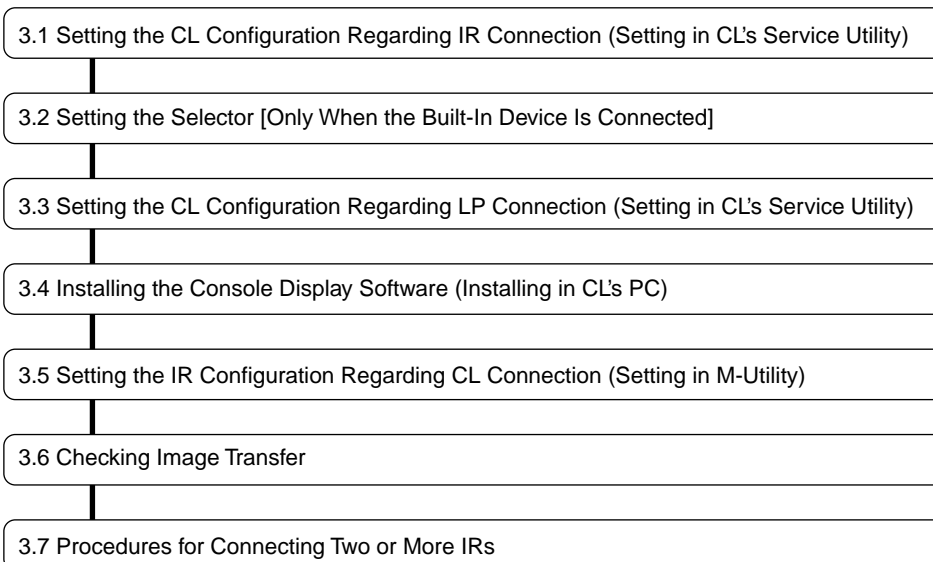 3.1 Setting the CL Configuration Regarding IR Connection (Setting in CL's Service Utility)
3.2 Setting the Selector [Only When the Built-In Device Is Connected]
3.3 Setting the CL Configuration Regarding LP Connection (Setting in CL's Service Utility)
3.4 Installing the Console Display Software (Installing in CL's PC)
3.5 Setting the IR Configuration Regarding CL Connection (Setting in M-Utility)
3.6 Checking Image Transfer
3.7 Procedures for Connecting Two or More IRs